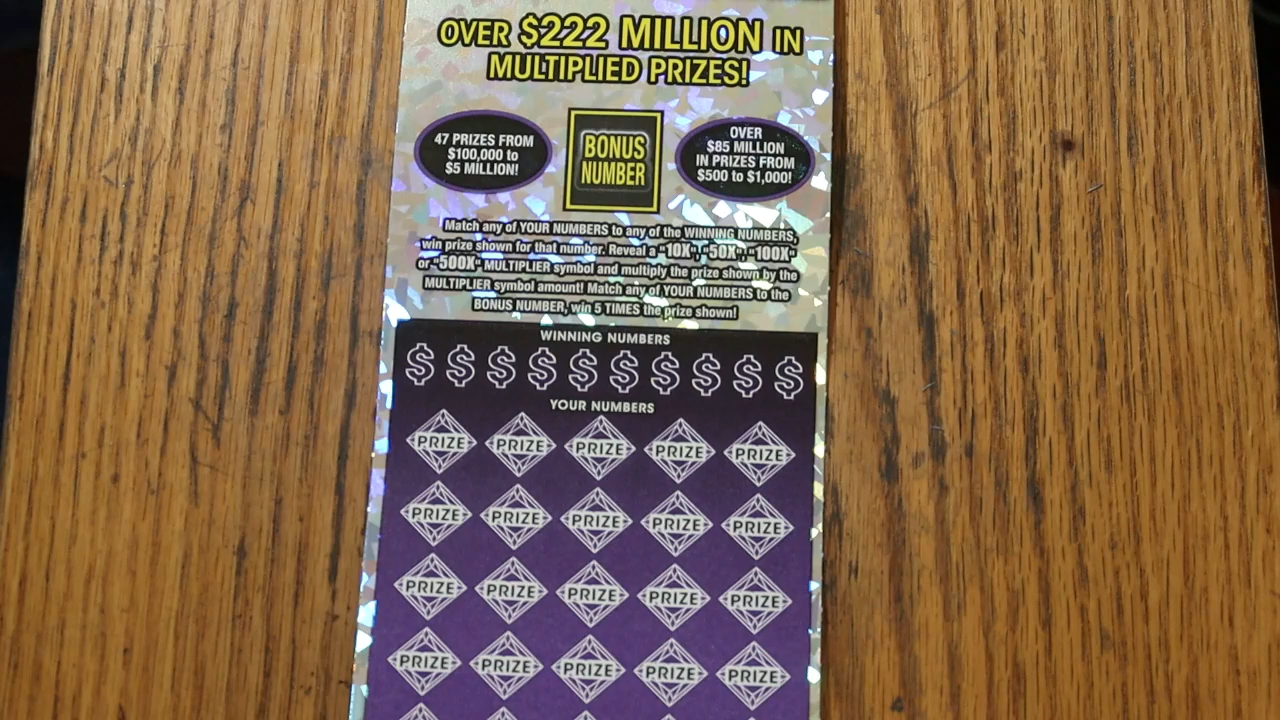 OVER $222 MILLION IN
MULTIPLIED PRIZES!
47 PRIZES FROM
$100,000 to
$5 MILLION!
BONUS
NUMBER
OVER
$85 MILLION
IN PRIZES FROM
$500 to $1,000!
Match any of YOUR NUMBERS to any of the WINNING NUMBERS,
win prize shown for that number. Reveal a "10X", "50X", "100X"
or "500X" MULTIPLIER symbol and multiply the prize shown by the
MULTIPLIER symbol amount! Match any of YOUR NUMBERS to the
BONUS NUMBER, win 5 TIMES the prize shown!
WINNING NUMBERS
$ $ $ $ $ $ $ $ $ $
YOUR NUMBERS
PRIZE PRIZE PRIZE PRIZE PRIZE
PRIZE PRIZE PRIZE PRIZE PRIZE
PRIZE PRIZE PRIZE PRIZE PRIZE
PRIZE PRIZE PRIZE PRIZE PRIZE